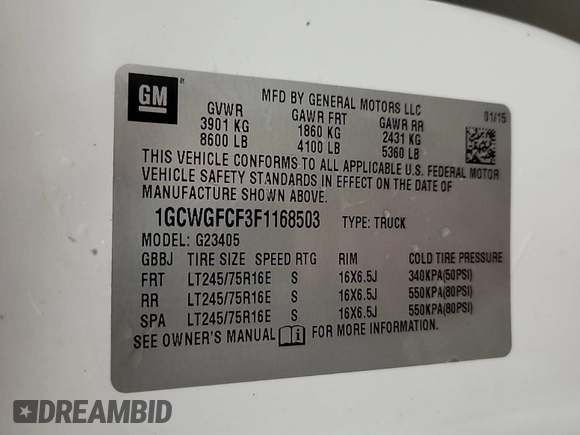 GM
MFD BY GENERAL MOTORS LLC
01/15
GVWR GAWR FRT GAWR RR
3901 KG 1860 KG 2431 KG
8600 LB 4100 LB 5360 LB
THIS VEHICLE CONFORMS TO ALL APPLICABLE U.S. FEDERAL MOTOR
VEHICLE SAFETY STANDARDS IN EFFECT ON THE DATE OF
MANUFACTURE SHOWN ABOVE.
1GCWGFCF3F1168503 TYPE: TRUCK
MODEL: G23405
GBBJ TIRE SIZE SPEED RTG RIM COLD TIRE PRESSURE
FRT LT245/75R16E S 16X6.5J 340KPA(50PSI)
RR LT245/75R16E S 16X6.5J 550KPA(80PSI)
SPA LT245/75R16E S 16X6.5J 550KPA(80PSI)
SEE OWNER'S MANUAL FOR MORE INFORMATION.
DREAMBID